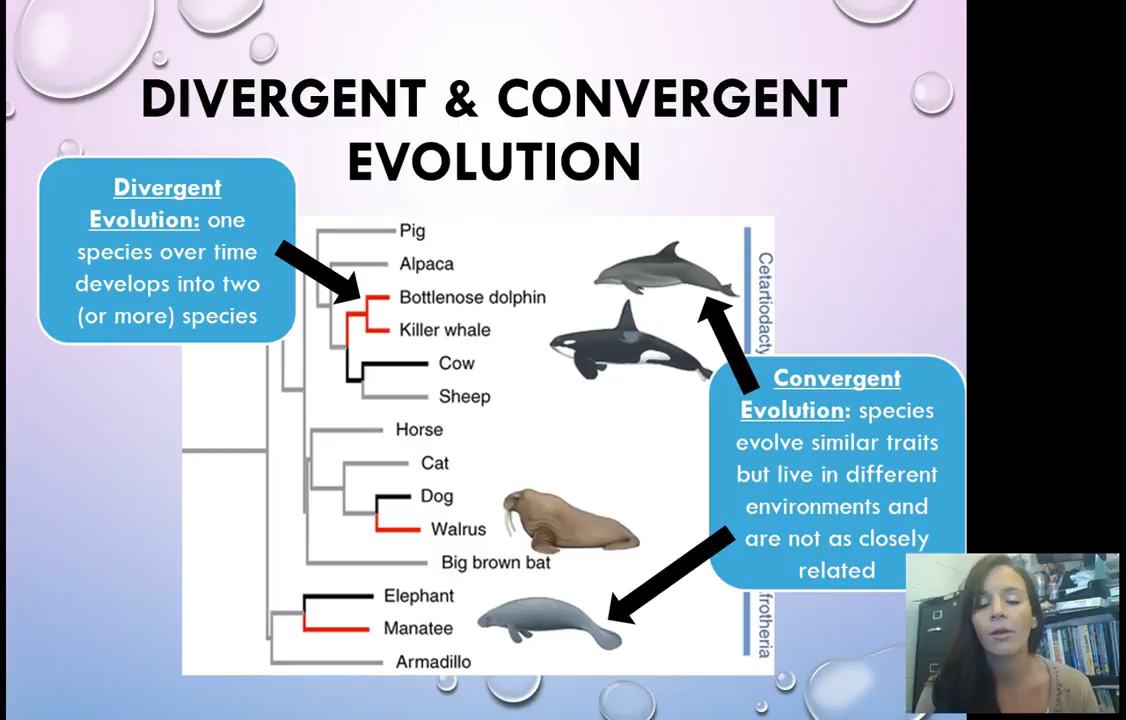 DIVERGENT & CONVERGENT
EVOLUTION
Divergent
Evolution: one
species over time
develops into two
(or more) species
Pig
Alpaca
Bottlenose dolphin
Killer whale
Cow
Sheep
Horse
Cat
Dog
Walrus
Big brown bat
Elephant
Manatee
Armadillo
Cetartiodacty
Convergent
Evolution: species
evolve similar traits
but live in different
environments and
are not as closely
related
frotheria